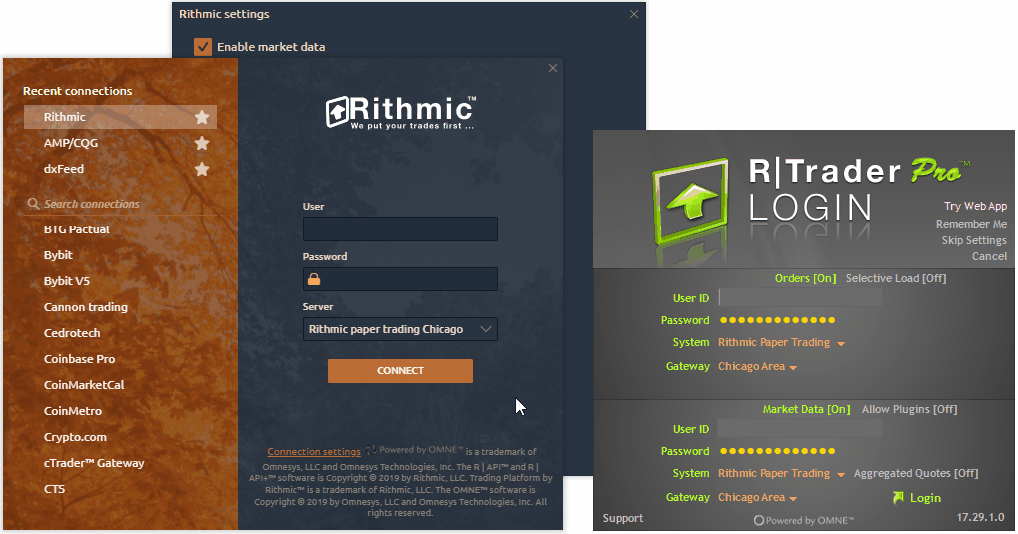 Rithmic settings
Enable market data
Recent connections
Rithmic
AMP/CQG
dxFeed
Search connections
BTG Pactual
Bybit
Bybit V5
Cannon trading
Cedrotech
Coinbase Pro
CoinMarketCal
CoinMetro
Crypto.com
cTrader™ Gateway
CTS
Rithmic™
We put your trades first ...
User
Password
Server
Rithmic paper trading Chicago
CONNECT
Connection settings Powered by OMNE™ is a trademark of
Omnesys, LLC and Omnesys Technologies, Inc. The R | API™ and R |
API+™ software is Copyright © 2019 by Rithmic, LLC. Trading Platform by
Rithmic™ is a trademark of Rithmic, LLC. The OMNE™ software is
Copyright © 2019 by Omnesys, LLC and Omnesys Technologies, Inc. All
rights reserved.
R|Trader Pro™
LOGIN
Try Web App
Remember Me
Skip Settings
Cancel
Orders [On] Selective Load [Off]
User ID
Password
System Rithmic Paper Trading
Gateway Chicago Area
Market Data [On] Allow Plugins [Off]
User ID
Password
System Rithmic Paper Trading Aggregated Quotes [Off]
Gateway Chicago Area Login
Support Powered by OMNE™ 17.29.1.0